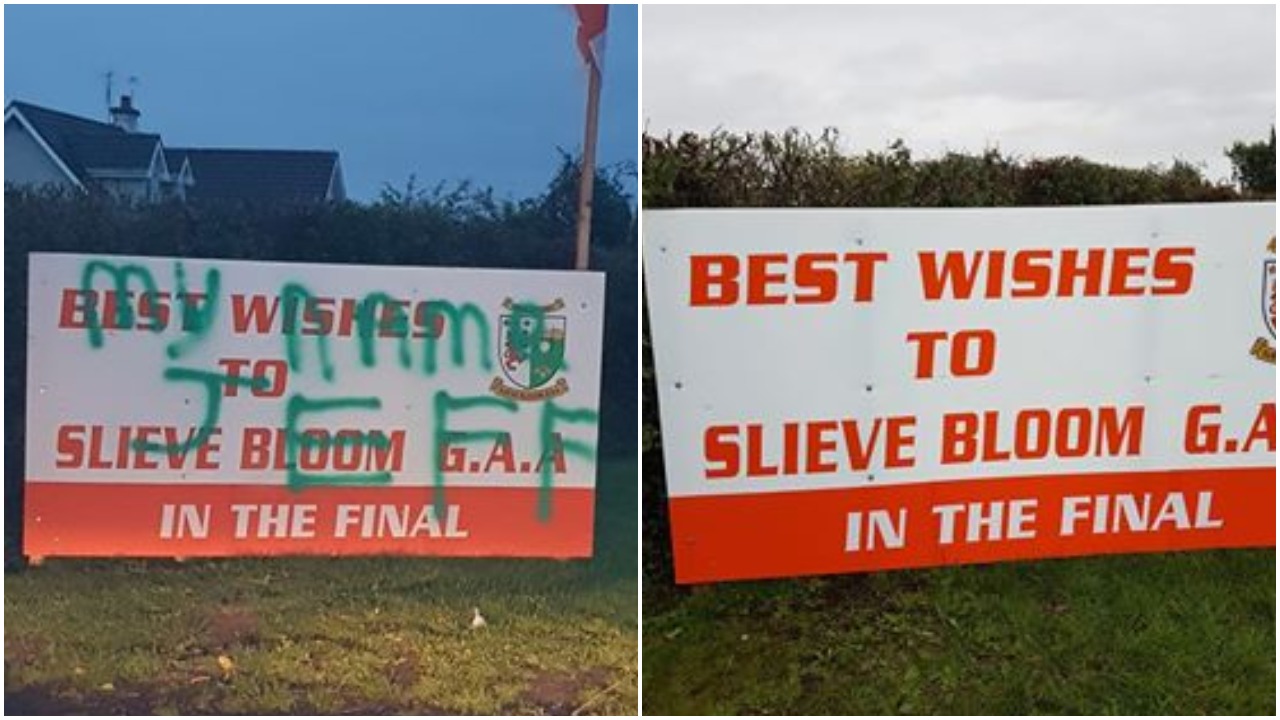 BEST WISHES
TO
SLIEVE BLOOM G.A.A
IN THE FINAL
my name
JEFF
BEST WISHES
TO
SLIEVE BLOOM G.A
IN THE FINAL